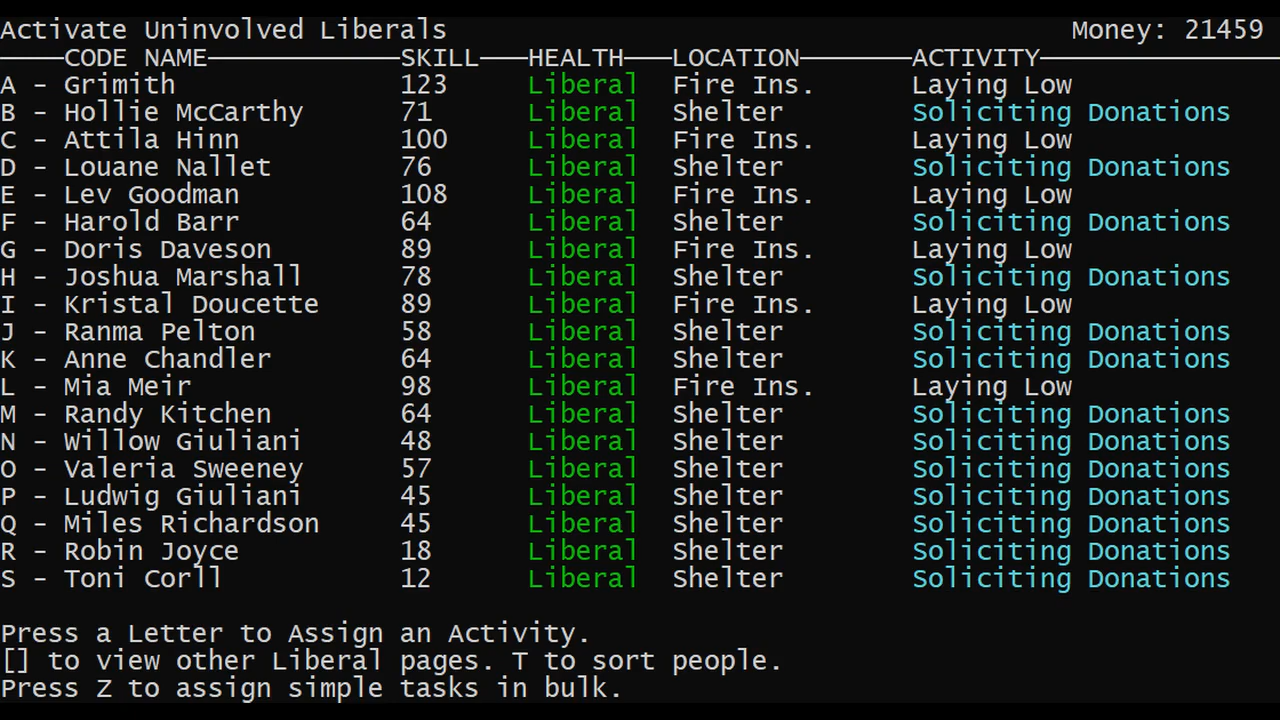 Activate Uninvolved Liberals Money: 21459
————CODE NAME————————————SKILL———HEALTH———LOCATION———————ACTIVITY———————————————
A - Grimith 123 Liberal Fire Ins. Laying Low
B - Hollie McCarthy 71 Liberal Shelter Soliciting Donations
C - Attila Hinn 100 Liberal Fire Ins. Laying Low
D - Louane Nallet 76 Liberal Shelter Soliciting Donations
E - Lev Goodman 108 Liberal Fire Ins. Laying Low
F - Harold Barr 64 Liberal Shelter Soliciting Donations
G - Doris Daveson 89 Liberal Fire Ins. Laying Low
H - Joshua Marshall 78 Liberal Shelter Soliciting Donations
I - Kristal Doucette 89 Liberal Fire Ins. Laying Low
J - Ranma Pelton 58 Liberal Shelter Soliciting Donations
K - Anne Chandler 64 Liberal Shelter Soliciting Donations
L - Mia Meir 98 Liberal Fire Ins. Laying Low
M - Randy Kitchen 64 Liberal Shelter Soliciting Donations
N - Willow Giuliani 48 Liberal Shelter Soliciting Donations
O - Valeria Sweeney 57 Liberal Shelter Soliciting Donations
P - Ludwig Giuliani 45 Liberal Shelter Soliciting Donations
Q - Miles Richardson 45 Liberal Shelter Soliciting Donations
R - Robin Joyce 18 Liberal Shelter Soliciting Donations
S - Toni Corll 12 Liberal Shelter Soliciting Donations
Press a Letter to Assign an Activity.
[] to view other Liberal pages. T to sort people.
Press Z to assign simple tasks in bulk.